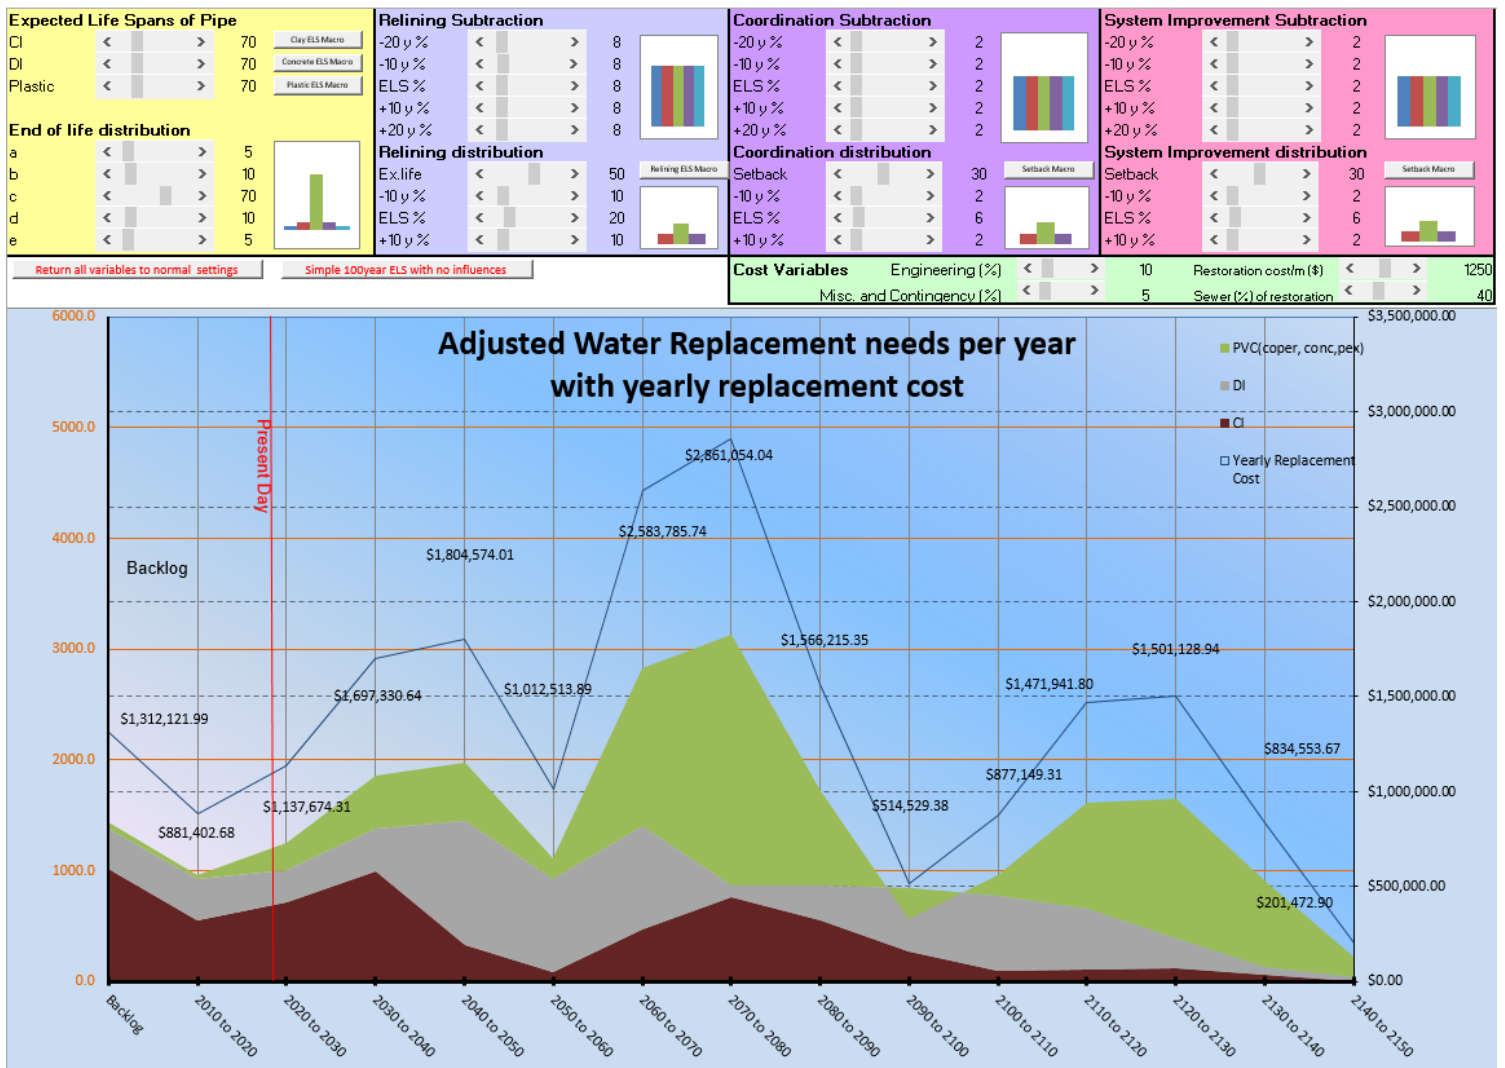 Expected Life Spans of Pipe
CI < > 70 Clay ELS Macro
DI < > 70 Concrete ELS Macro
Plastic < > 70 Plastic ELS Macro
End of life distribution
a < > 5
b < > 10
c < > 70
d < > 10
e < > 5
Relining Subtraction
-20 y % < > 8
-10 y % < > 8
ELS % < > 8
+10 y % < > 8
+20 y % < > 8
Relining distribution
Ex.life < > 50 Relining ELS Macro
-10 y % < > 10
ELS % < > 20
+10 y % < > 10
Coordination Subtraction
-20 y % < > 2
-10 y % < > 2
ELS % < > 2
+10 y % < > 2
+20 y % < > 2
Coordination distribution
Setback < > 30 Setback Macro
-10 y % < > 2
ELS % < > 6
+10 y % < > 2
System Improvement Subtraction
-20 y % < > 2
-10 y % < > 2
ELS % < > 2
+10 y % < > 2
+20 y % < > 2
System Improvement distribution
Setback < > 30 Setback Macro
-10 y % < > 2
ELS % < > 6
+10 y % < > 2
Return all variables to normal settings
Simple 100year ELS with no influences
Cost Variables Engineering (%) < > 10 Restoration cost/m ($) < > 1250
Misc. and Contingency (%) < > 5 Sewer (%) of restoration < > 40
Adjusted Water Replacement needs per year
with yearly replacement cost
PVC(coper, conc,pex)
DI
CI
Yearly Replacement
Cost
6000.0
5000.0
4000.0
3000.0
2000.0
1000.0
0.0
$3,500,000.00
$3,000,000.00
$2,500,000.00
$2,000,000.00
$1,500,000.00
$1,000,000.00
$500,000.00
$0.00
Present Day
Backlog
$1,312,121.99
$881,402.68
$1,137,674.31
$1,697,330.64
$1,804,574.01
$1,012,513.89
$2,583,785.74
$2,861,054.04
$1,566,215.35
$514,529.38
$877,149.31
$1,471,941.80
$1,501,128.94
$834,553.67
$201,472.90
Backlog
2010 to 2020
2020 to 2030
2030 to 2040
2040 to 2050
2050 to 2060
2060 to 2070
2070 to 2080
2080 to 2090
2090 to 2100
2100 to 2110
2110 to 2120
2120 to 2130
2130 to 2140
2140 to 2150